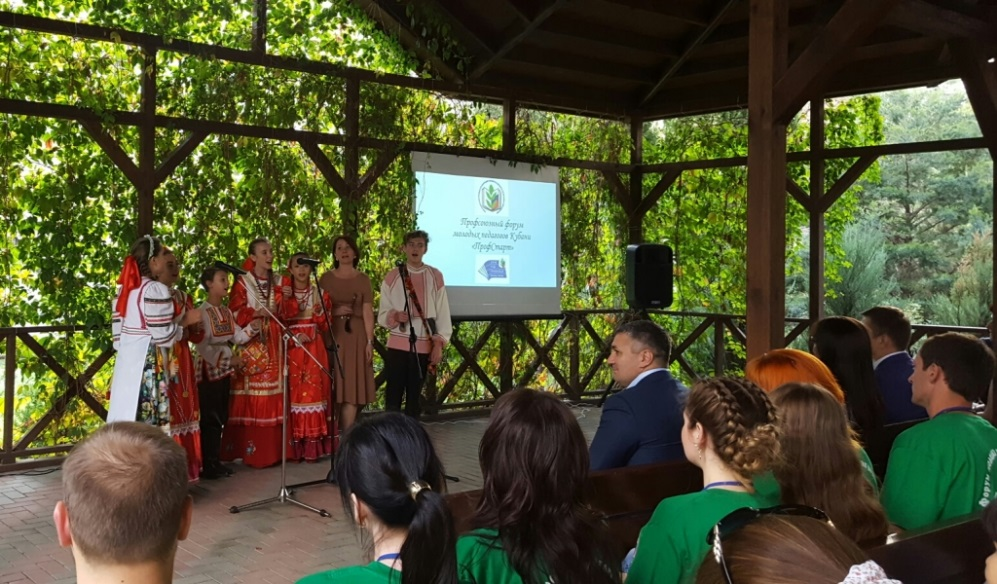 Профсоюзный форум
молодых педагогов Кубани
«ПрофСтарт»